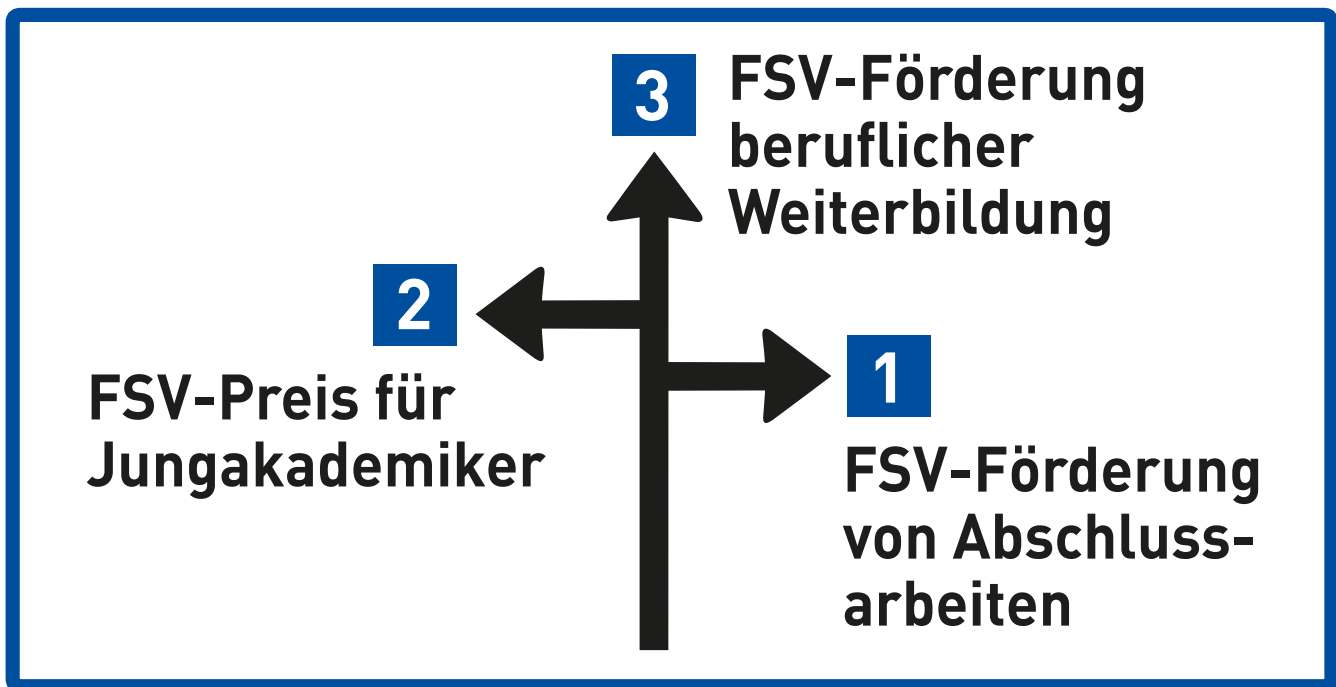 3
FSV-Förderung
beruflicher
Weiterbildung
2
FSV-Preis für
Jungakademiker
1
FSV-Förderung
von Abschluss-
arbeiten